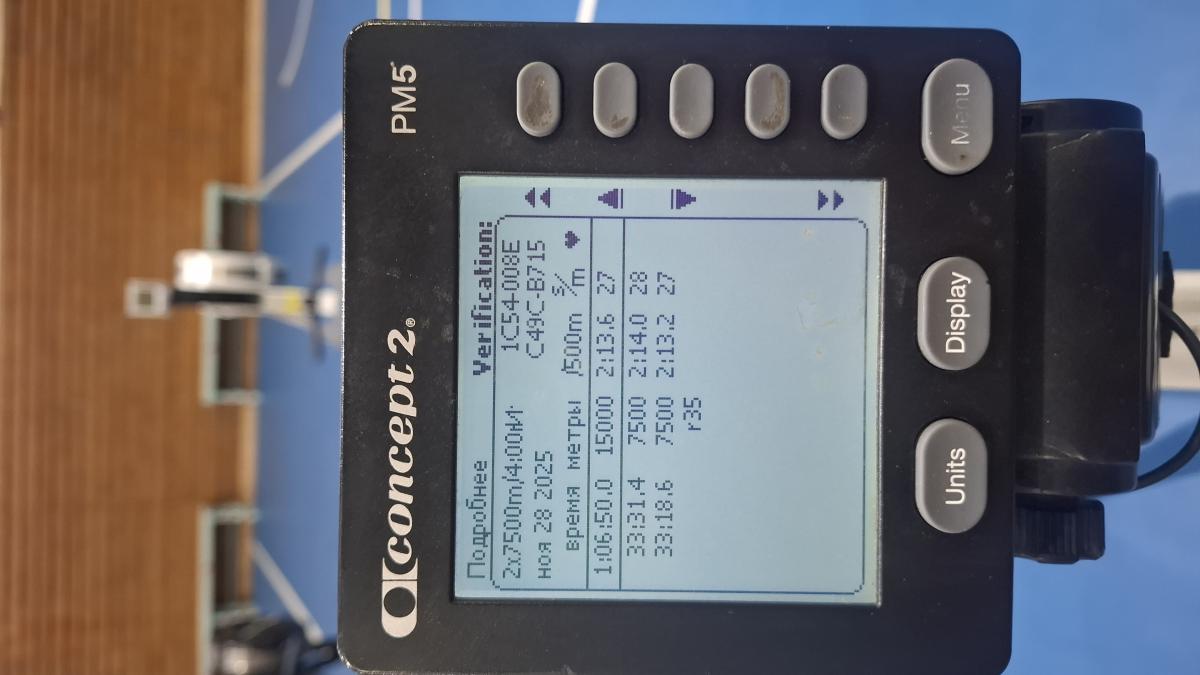 concept 2® PM5
Подробнее Verification:
2x7500m/4:00И· 1C54-008E
ноя 28 2025 C49C-B715
время метры /500m s/m
1:06:50.0 15000 2:13.6 27
33:31.4 7500 2:14.0 28
33:18.6 7500 2:13.2 27
r35
Units Display Menu